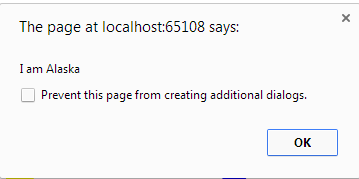 The page at localhost:65108 says:
I am Alaska
Prevent this page from creating additional dialogs.
OK